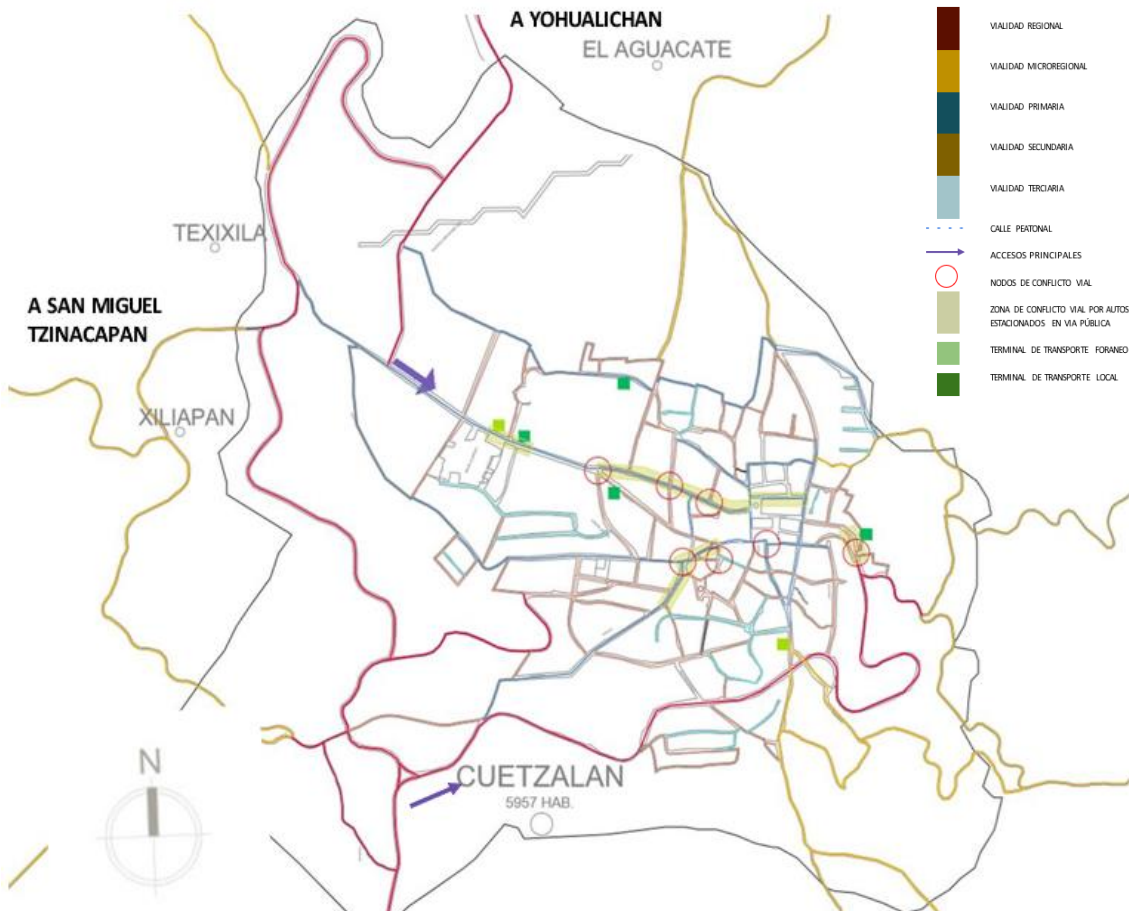 A YOHUALICHAN
EL AGUACATE
TEXIXILA
A SAN MIGUEL
TZINACAPAN
XILIAPAN
CUETZALAN
5957 HAB.
N
VIALIDAD REGIONAL
VIALIDAD MICROREGIONAL
VIALIDAD PRIMARIA
VIALIDAD SECUNDARIA
VIALIDAD TERCIARIA
CALLE PEATONAL
ACCESOS PRINCIPALES
NODOS DE CONFLICTO VIAL
ZONA DE CONFLICTO VIAL POR AUTOS
ESTACIONADOS EN VIA PÚBLICA
TERMINAL DE TRANSPORTE FORANEO
TERMINAL DE TRANSPORTE LOCAL